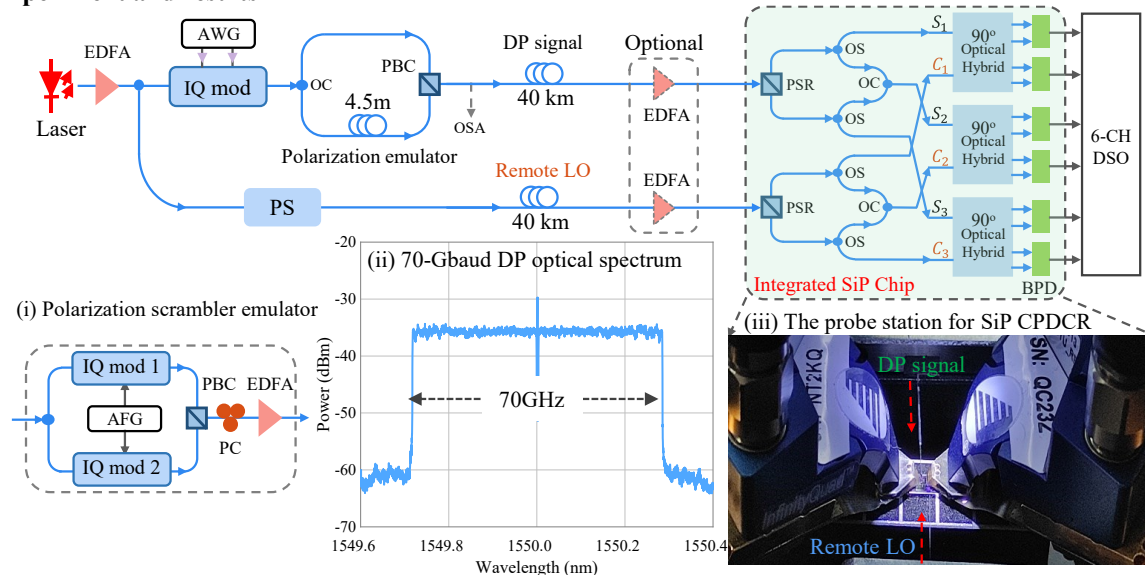 Laser
EDFA
AWG
IQ mod
OC
4.5m
PBC
Polarization emulator
OSA
DP signal
40 km
Optional
EDFA
PS
Remote LO
40 km
EDFA
PSR
OS
OS
OC
PSR
OS
OS
OC
S1
C1
S2
C2
S3
C3
90° Optical Hybrid
90° Optical Hybrid
90° Optical Hybrid
BPD
6-CH
DSO
Integrated SiP Chip
(i) Polarization scrambler emulator
IQ mod 1
AFG
IQ mod 2
PBC
PC
EDFA
(ii) 70-Gbaud DP optical spectrum
Power (dBm)
-20
-30
-40
-50
-60
-70
70GHz
1549.6
1549.8
1550.0
1550.2
1550.4
Wavelength (nm)
(iii) The probe station for SiP CPDCR
DP signal
NT2KQ
SN: QC23Z
InfinityQuad
Remote LO